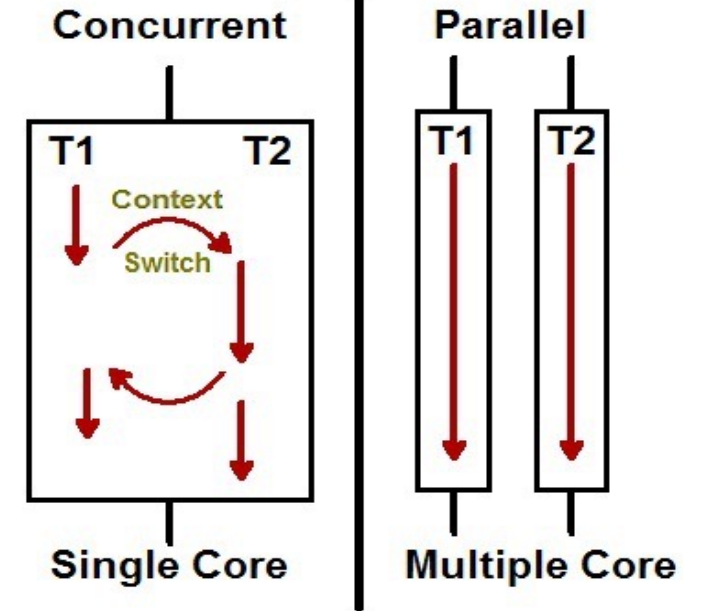 Concurrent
T1 T2
Context
Switch
Single Core
Parallel
T1 T2
Multiple Core